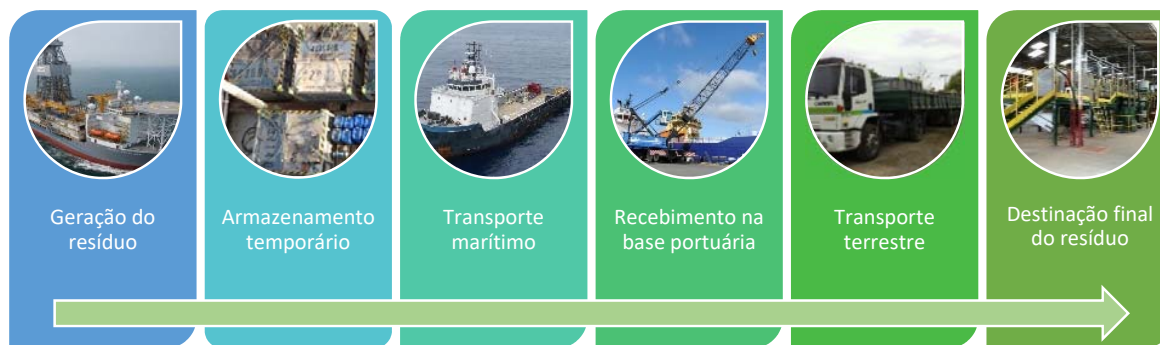 Geração do
resíduo
Armazenamento
temporário
Transporte
marítimo
Recebimento na
base portuária
Transporte
terrestre
Destinação final
do resíduo